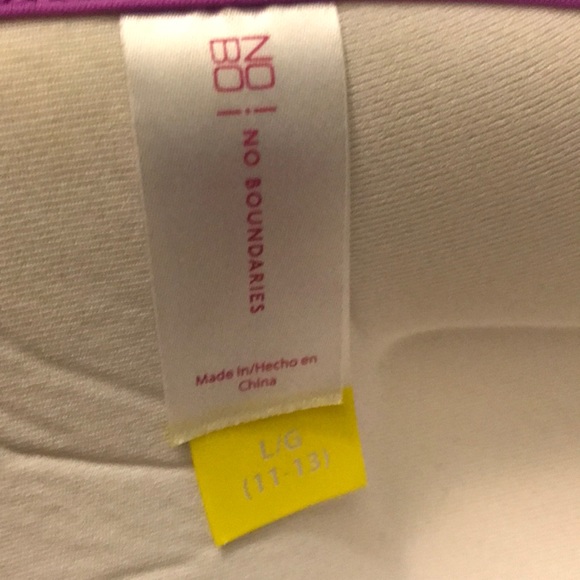 NO
BO
NO BOUNDARIES
Made in/Hecho en
China
L/G
(11-13)